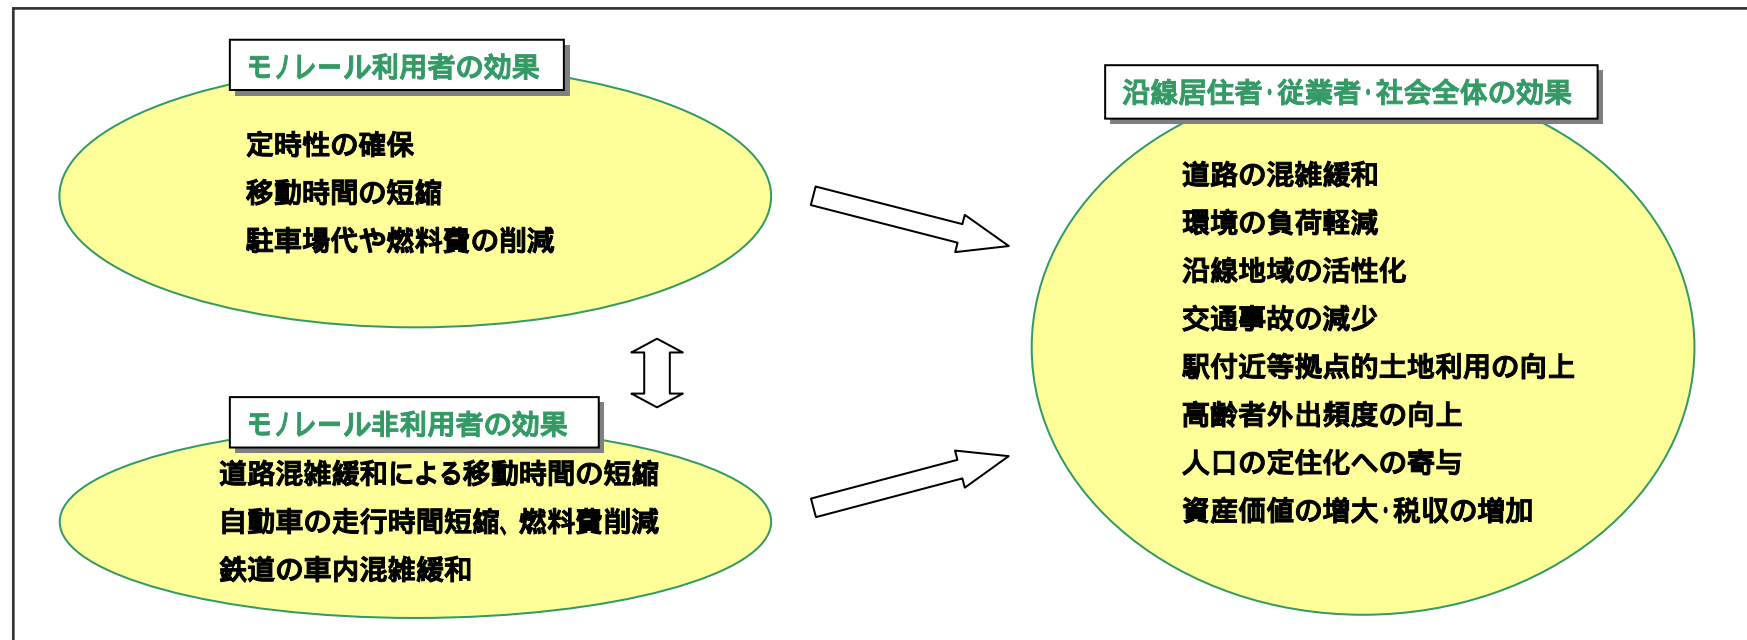 モノレール利用者の効果
定時性の確保
移動時間の短縮
駐車場代や燃料費の削減
モノレール非利用者の効果
道路混雑緩和による移動時間の短縮
自動車の走行時間短縮、燃料費削減
鉄道の車内混雑緩和
沿線居住者・従業者・社会全体の効果
道路の混雑緩和
環境の負荷軽減
沿線地域の活性化
交通事故の減少
駅付近等拠点的土地利用の向上
高齢者外出頻度の向上
人口の定住化への寄与
資産価値の増大・税収の増加